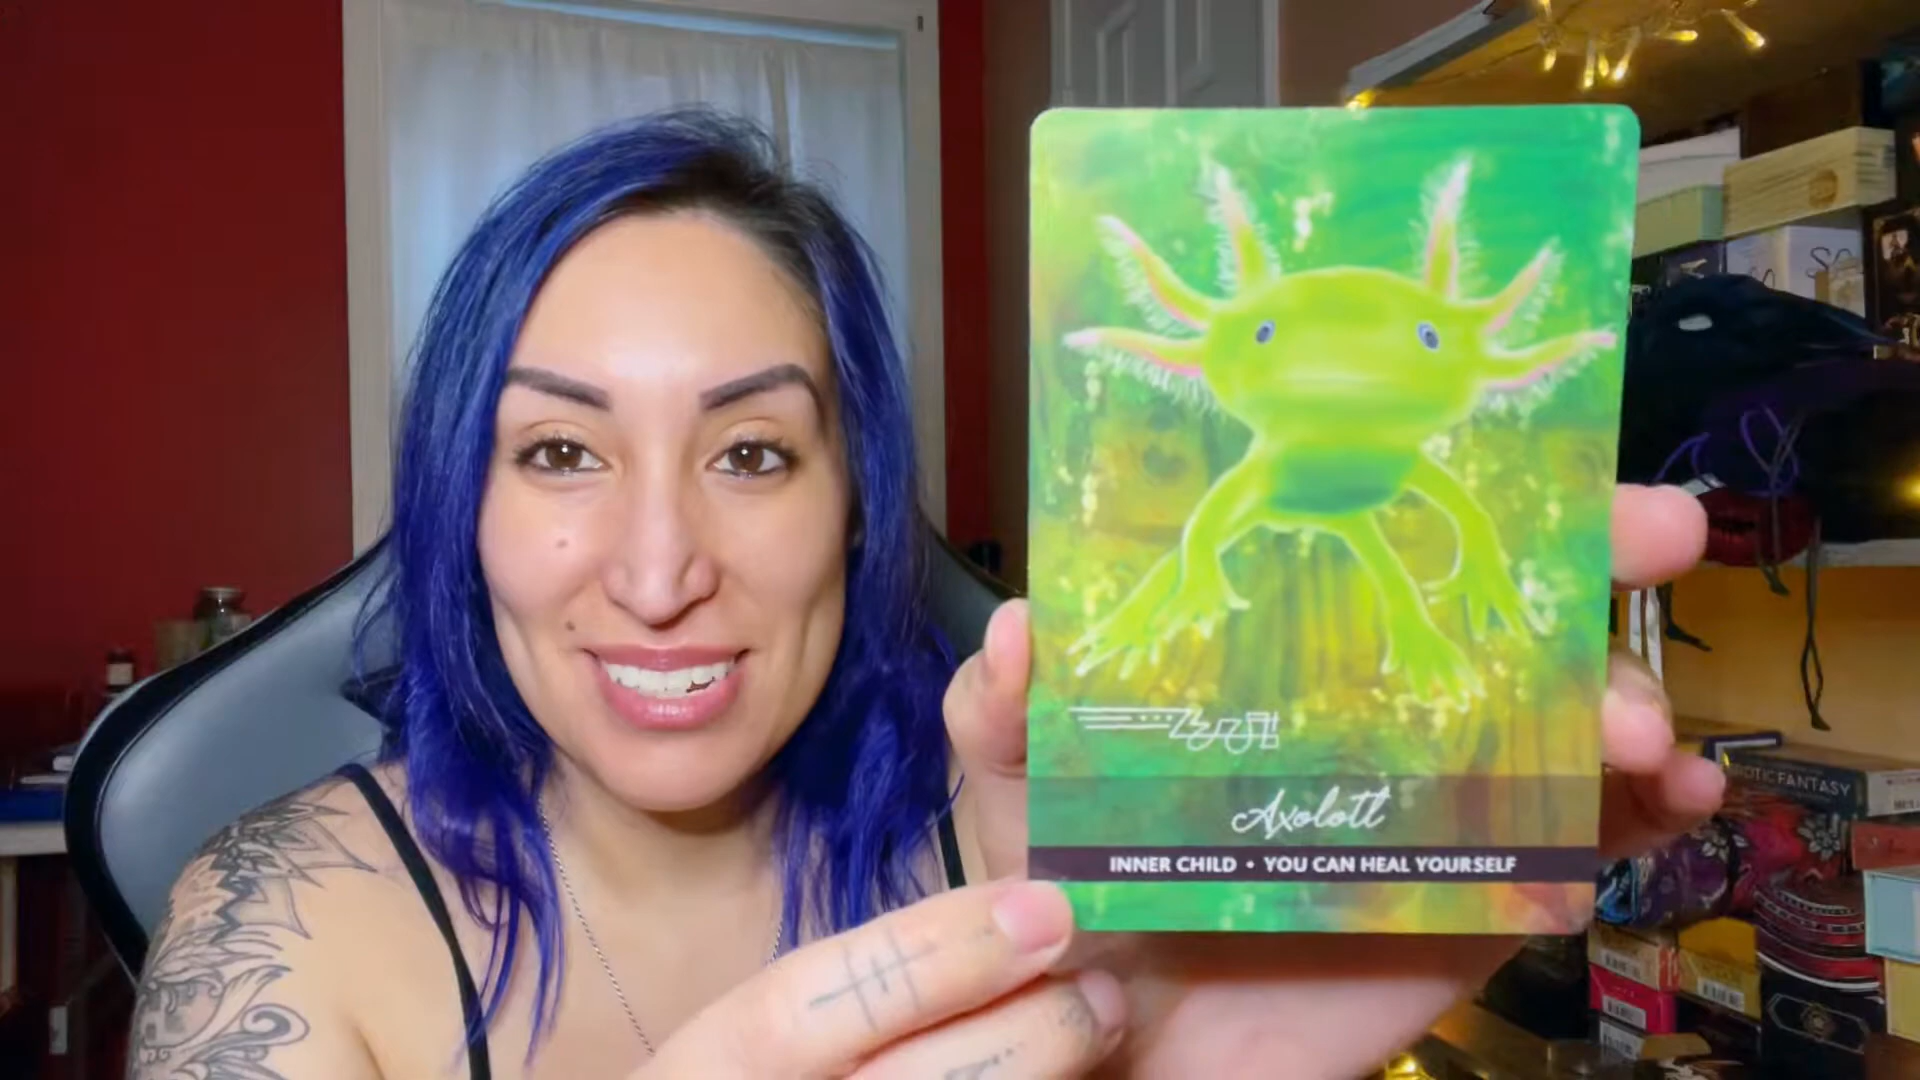 Axolotl
INNER CHILD • YOU CAN HEAL YOURSELF
EROTIC FANTASY